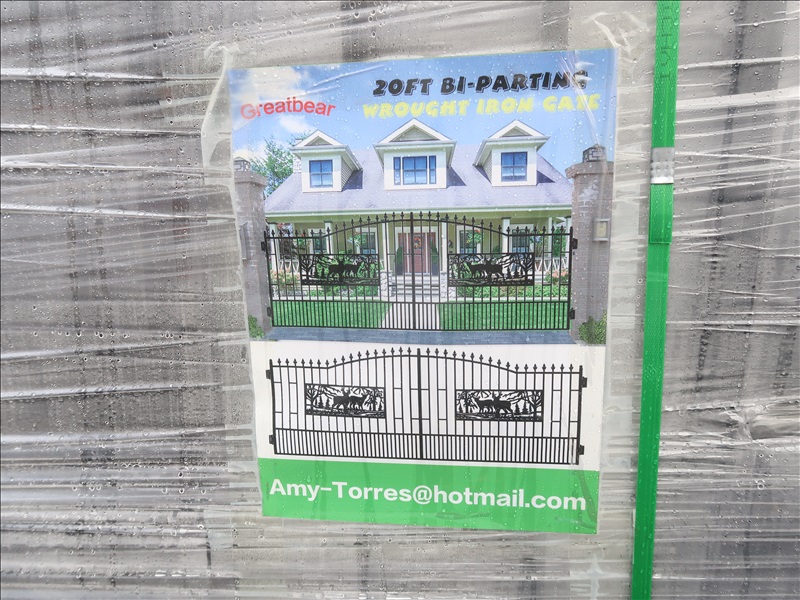 20FT BI-PARTING
Greatbear
WROUGHT IRON GATE
Amy-Torres@hotmail.com